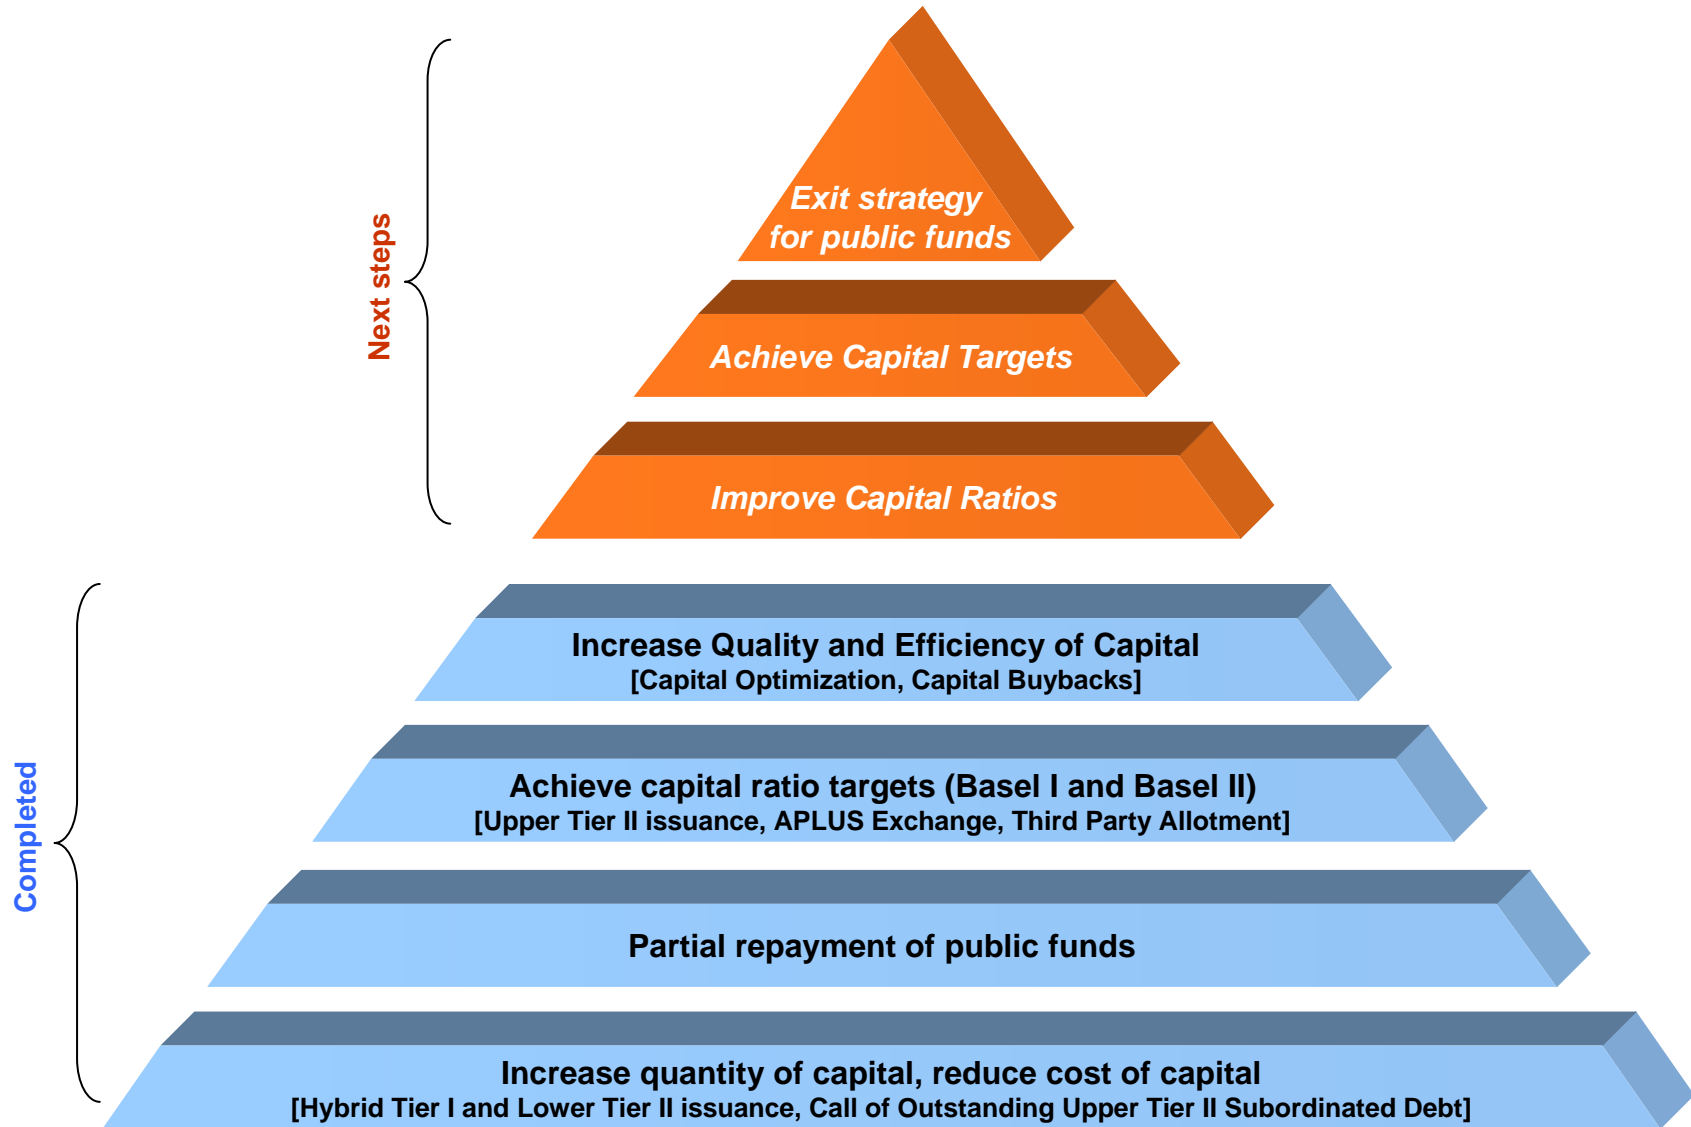 Next steps
Exit strategy
for public funds
Achieve Capital Targets
Improve Capital Ratios
Completed
Increase Quality and Efficiency of Capital
[Capital Optimization, Capital Buybacks]
Achieve capital ratio targets (Basel I and Basel II)
[Upper Tier II issuance, APLUS Exchange, Third Party Allotment]
Partial repayment of public funds
Increase quantity of capital, reduce cost of capital
[Hybrid Tier I and Lower Tier II issuance, Call of Outstanding Upper Tier II Subordinated Debt]